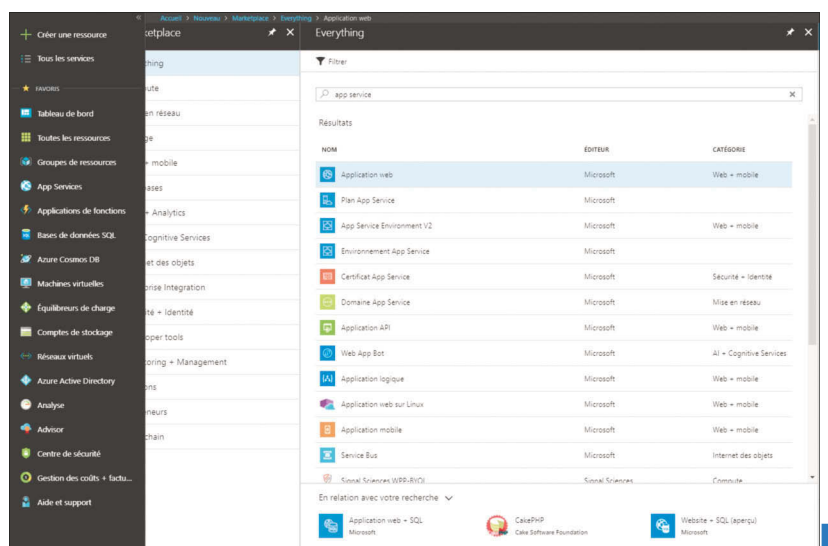 Accueil > Nouveau > Marketplace > Everything > Application web
Créer une ressource
Tous les services
FAVORIS
Tableau de bord
Toutes les ressources
Groupes de ressources
App Services
Applications de fonctions
Bases de données SQL
Azure Cosmos DB
Machines virtuelles
Équilibreurs de charge
Comptes de stockage
Réseaux virtuels
Azure Active Directory
Analyse
Advisor
Centre de sécurité
Gestion des coûts + factu...
Aide et support
etplace
hing
ute
en réseau
ge
+ mobile
ases
+ Analytics
Cognitive Services
et des objets
prise Integration
ité + Identité
oper tools
oring + Management
ons
neurs
chain
Everything
Filtrer
app service
Résultats
NOM ÉDITEUR CATÉGORIE
Application web Microsoft Web + mobile
Plan App Service Microsoft
App Service Environment V2 Microsoft Web + mobile
Environnement App Service Microsoft
Certificat App Service Microsoft Sécurité + Identité
Domaine App Service Microsoft Mise en réseau
Application API Microsoft Web + mobile
Web App Bot Microsoft AI + Cognitive Services
Application logique Microsoft Web + mobile
Application web sur Linux Microsoft Web + mobile
Application mobile Microsoft Web + mobile
Service Bus Microsoft Internet des objets
Signal Sciences WPP-BYOL Signal Sciences Compute
En relation avec votre recherche
Application web + SQL
Microsoft
CakePHP
Cake Software Foundation
Website + SQL (aperçu)
Microsoft